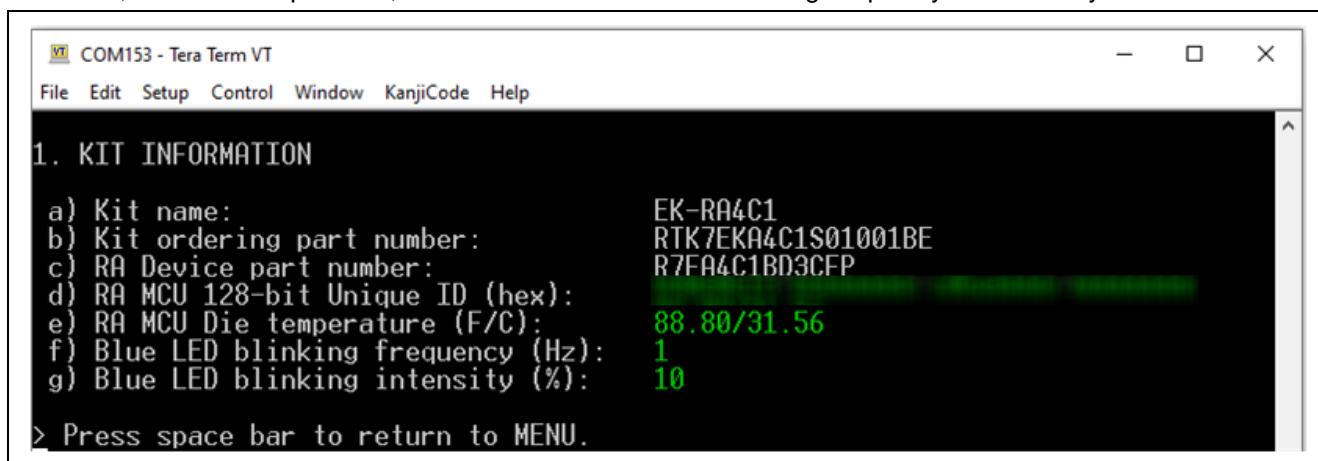 COM153 - Tera Term VT
File Edit Setup Control Window KanjiCode Help
1. KIT INFORMATION
a) Kit name: EK-RA4C1
b) Kit ordering part number: RTK7EKA4C1S01001BE
c) RA Device part number: R7FA4C1BD3CFP
d) RA MCU 128-bit Unique ID (hex):
e) RA MCU Die temperature (F/C): 88.80/31.56
f) Blue LED blinking frequency (Hz): 1
g) Blue LED blinking intensity (%): 10
> Press space bar to return to MENU.